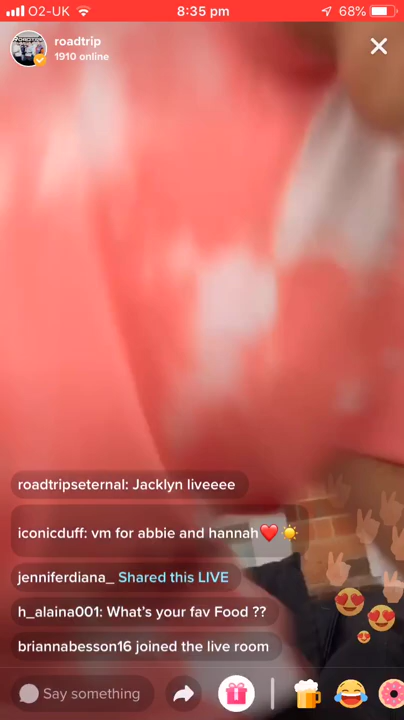 O2-UK
8:35 pm
68%
roadtrip
1910 online
roadtripseternal: Jacklyn liveeee
iconicduff: vm for abbie and hannah❤️☀️
jenniferdiana_ Shared this LIVE
h_alaina001: What's your fav Food ??
briannabesson16 joined the live room
Say something